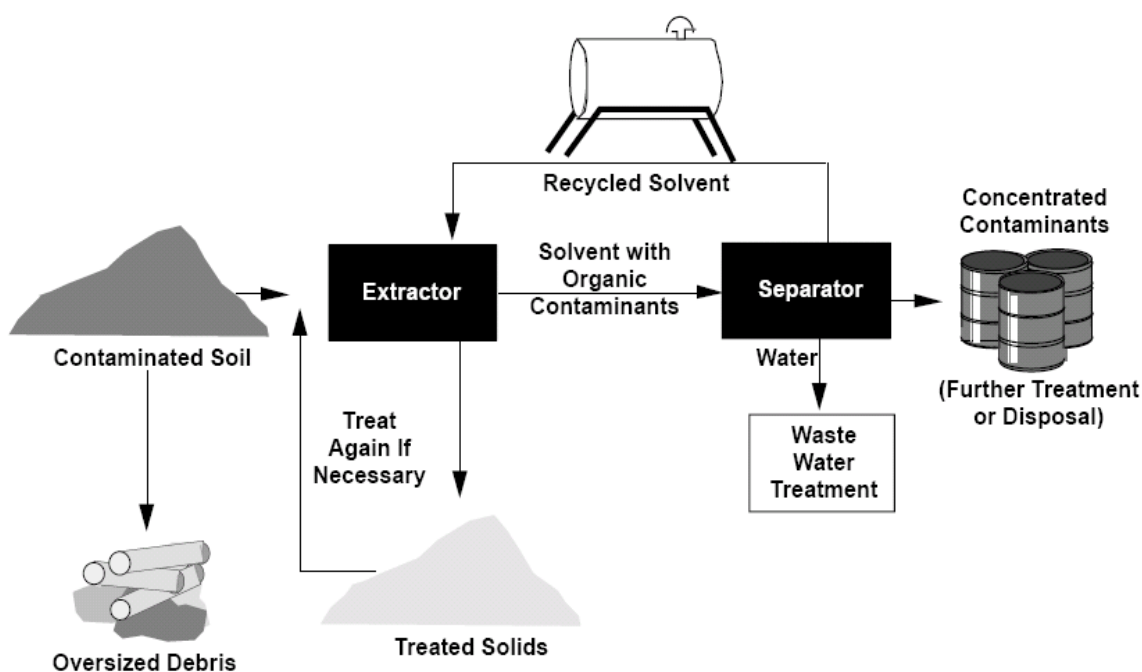 Recycled Solvent
Concentrated
Contaminants
Solvent with
Organic
Contaminants
Extractor
Separator
Contaminated Soil
Water
(Further Treatment
or Disposal)
Treat
Again If
Necessary
Waste
Water
Treatment
Treated Solids
Oversized Debris